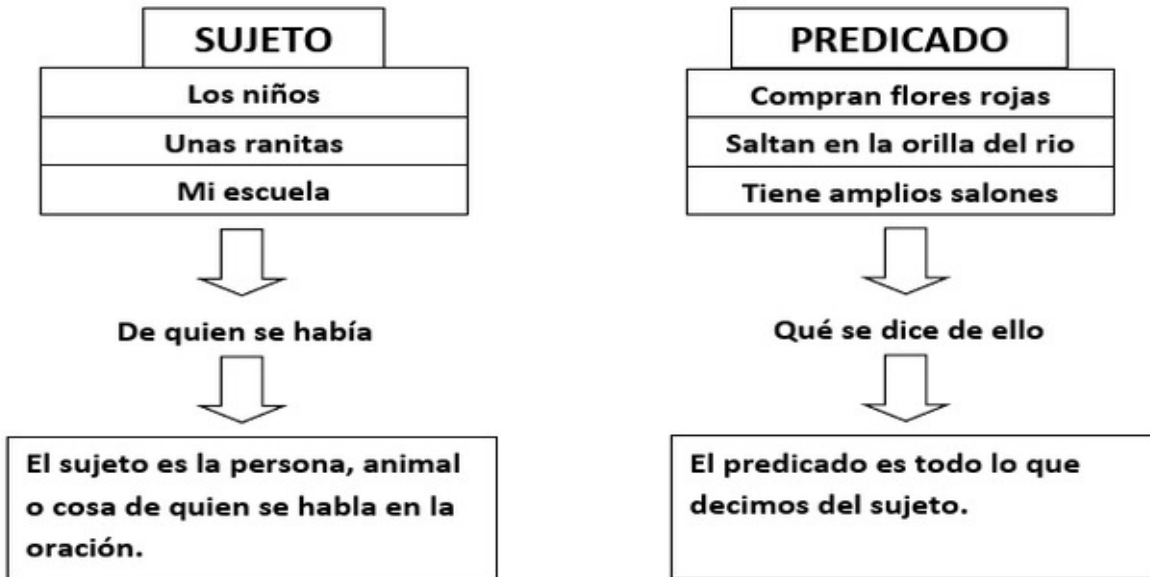 SUJETO
Los niños
Unas ranitas
Mi escuela
De quien se había
El sujeto es la persona, animal
o cosa de quien se habla en la
oración.
PREDICADO
Compran flores rojas
Saltan en la orilla del rio
Tiene amplios salones
Qué se dice de ello
El predicado es todo lo que
decimos del sujeto.